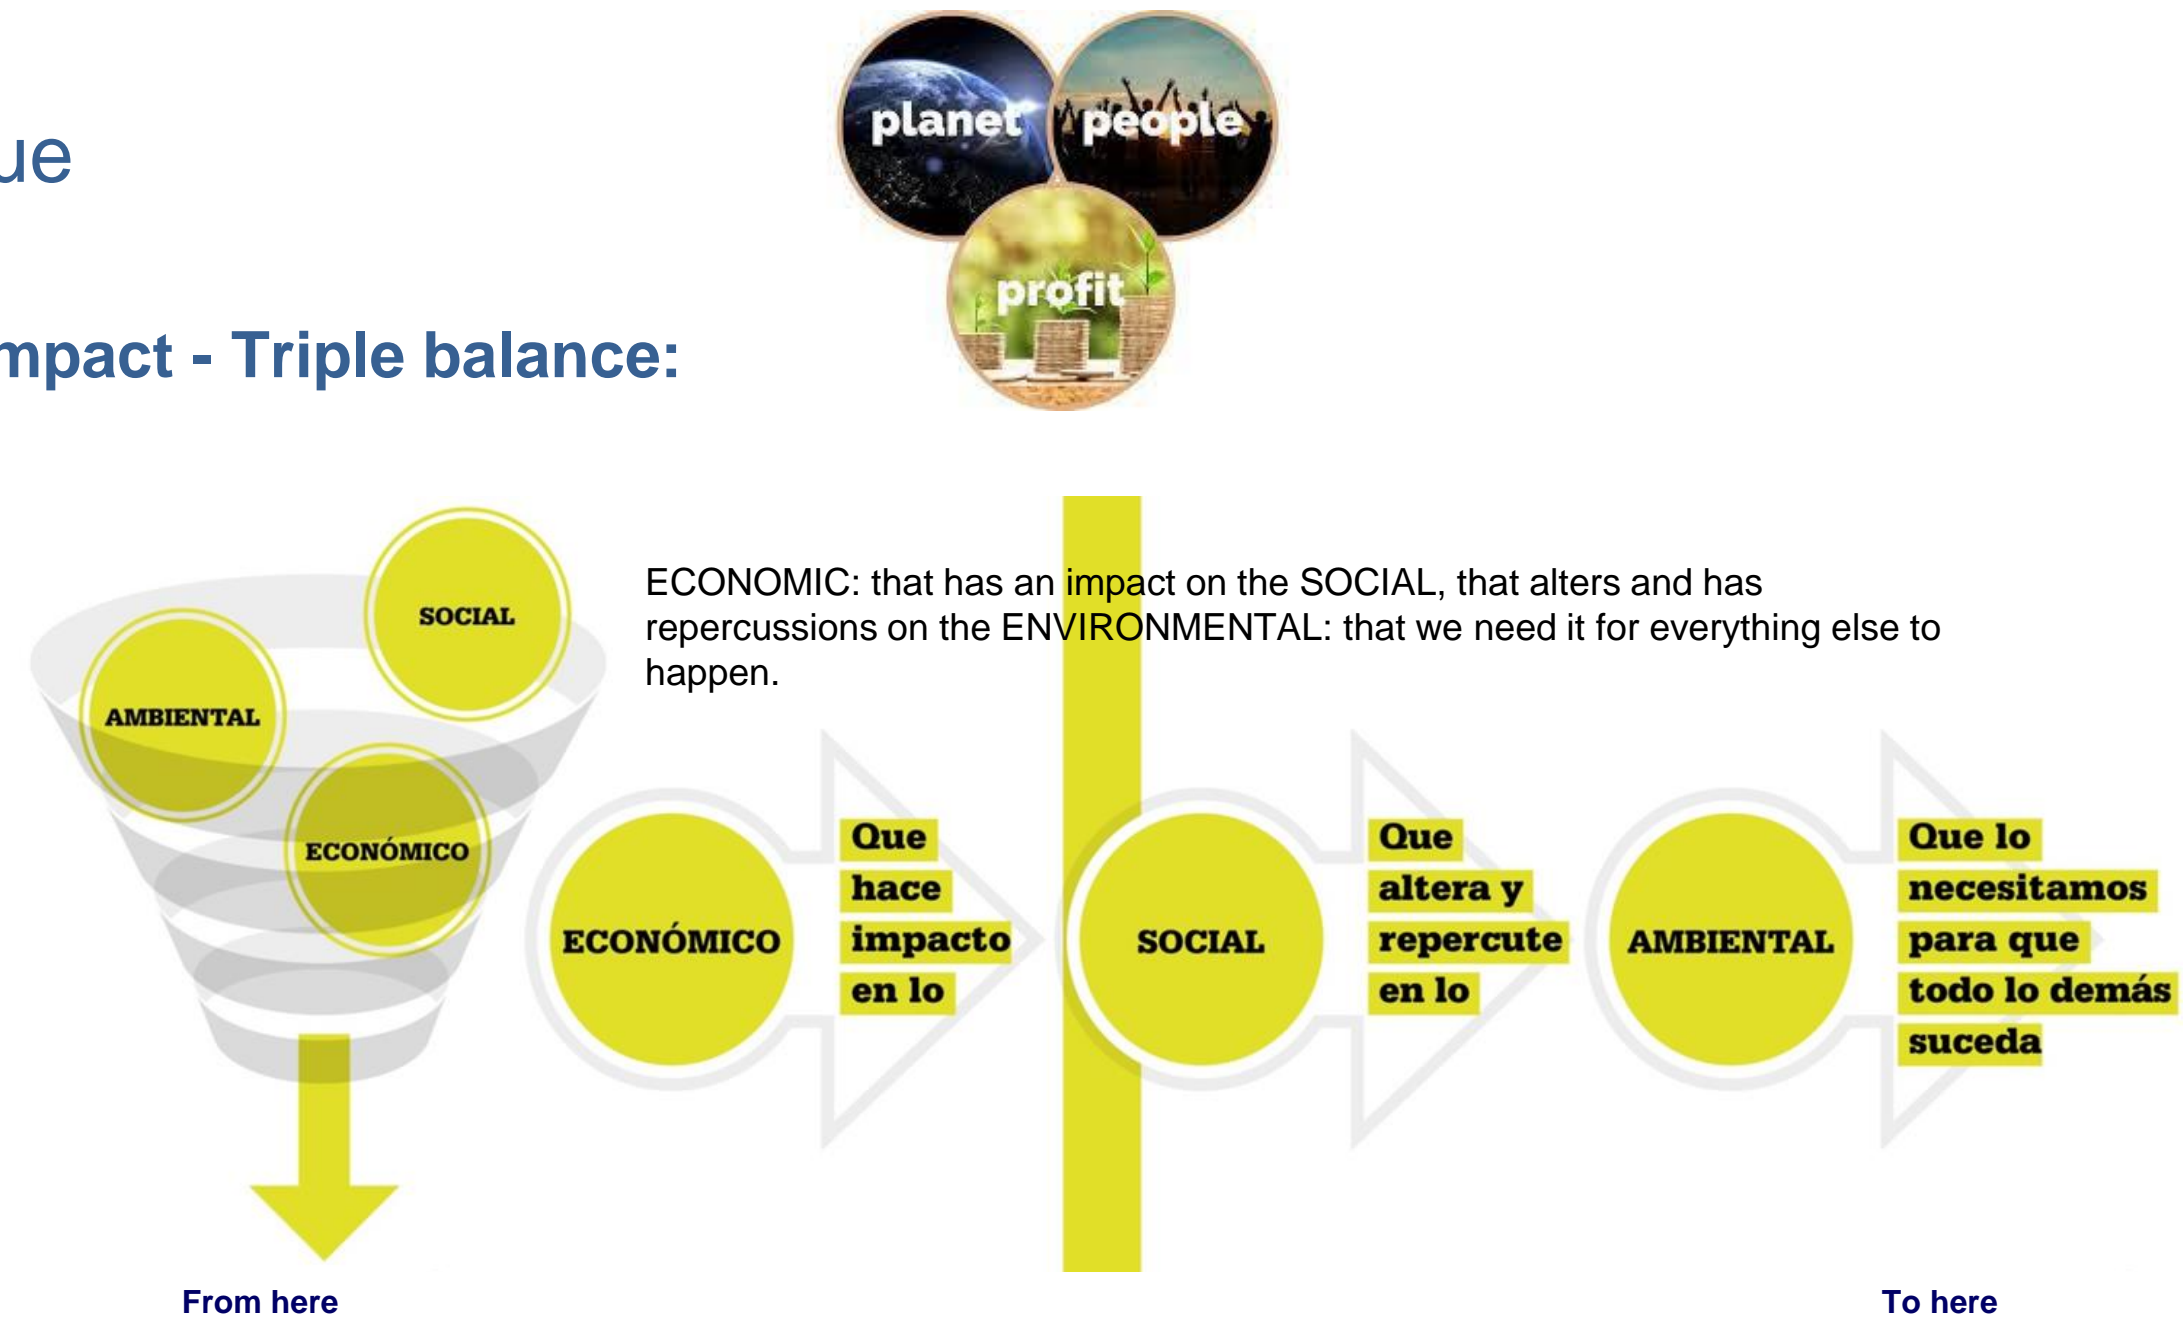 planet
people
ue
profit
mpact - Triple balance:
ECONOMIC: that has an impact on the SOCIAL, that alters and has
repercussions on the ENVIRONMENTAL: that we need it for everything else to
happen.
SOCIAL
AMBIENTAL
ECONÓMICO
ECONÓMICO
Que
hace
impacto
en lo
SOCIAL
Que
altera y
repercute
en lo
AMBIENTAL
Que lo
necesitamos
para que
todo lo demás
suceda
From here
To here